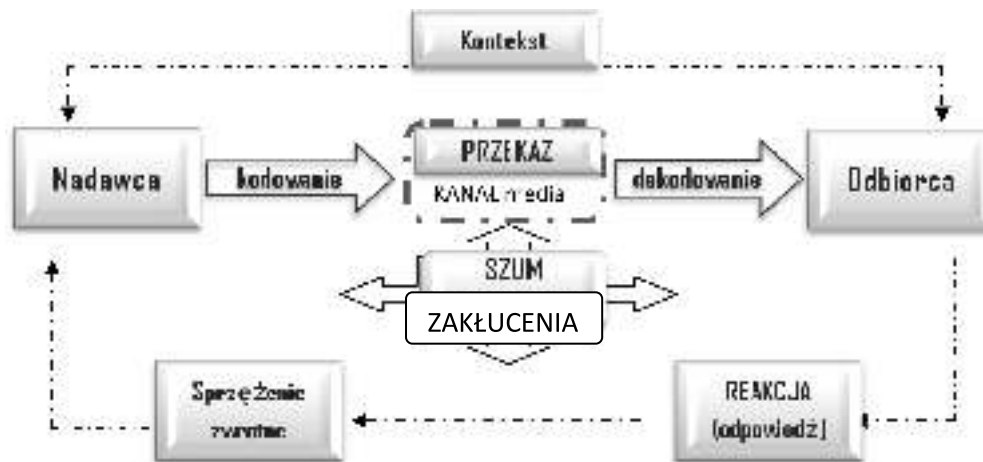 Kontekst
Nadawca
kodowanie
PRZEKAZ
KANAŁ media
dekodowanie
Odbiorca
SZUM
ZAKŁUCENIA
Sprzężenie
zwrotne
REAKCJA
(odpowiedź)